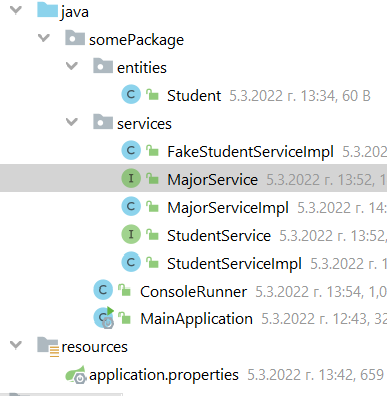 java
somePackage
entities
Student 5.3.2022 г. 13:34, 60 B
services
FakeStudentServiceImpl 5.3.202
MajorService 5.3.2022 г. 13:52, 1
MajorServiceImpl 5.3.2022 г. 14:
StudentService 5.3.2022 г. 13:52,
StudentServiceImpl 5.3.2022 г. 1
ConsoleRunner 5.3.2022 г. 13:54, 1,0
MainApplication 5.3.2022 г. 12:43, 32
resources
application.properties 5.3.2022 г. 13:42, 659